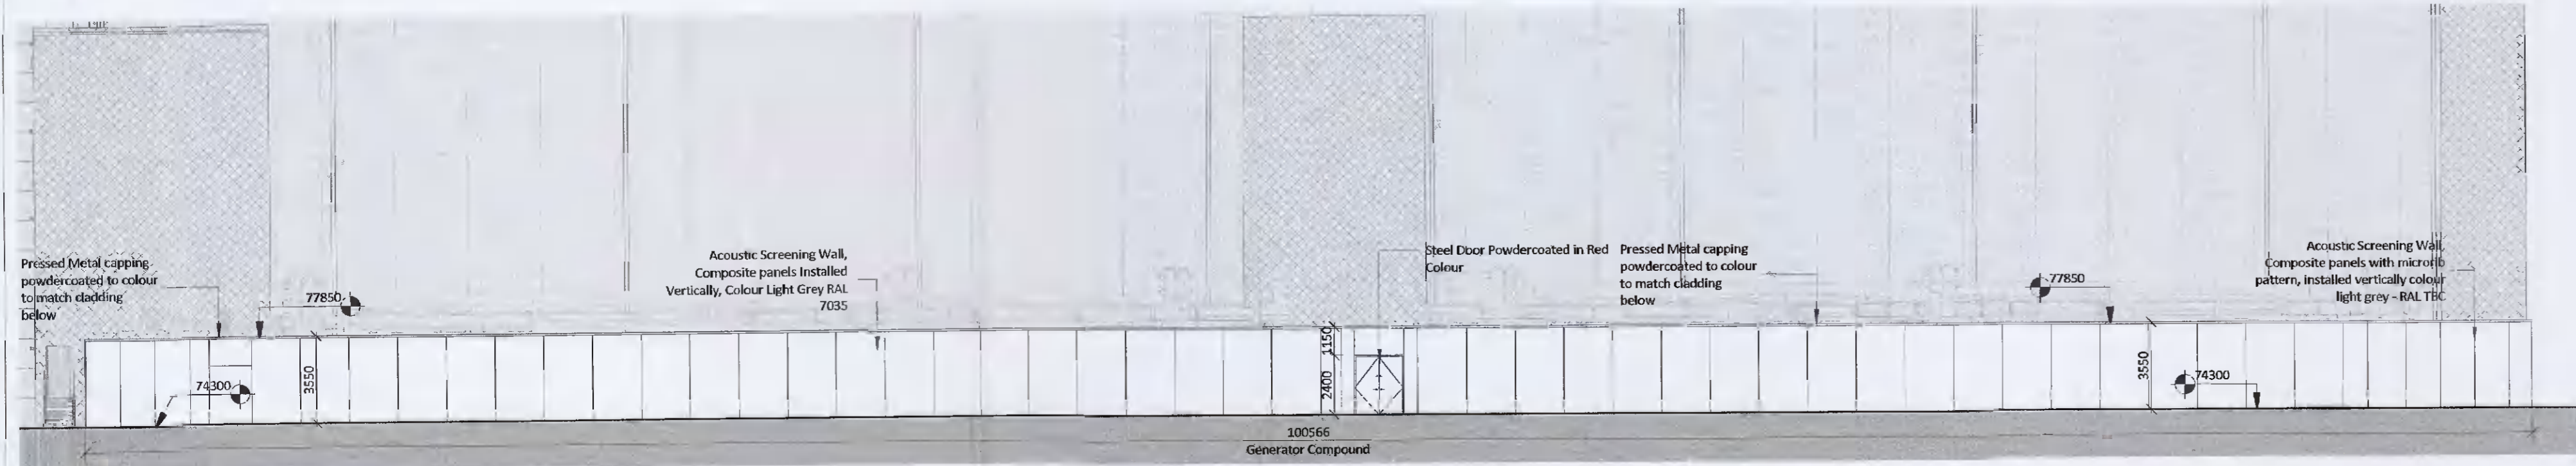 Pressed Metal capping
powdercoated to colour
to match cladding
below
77850
74300
3550
Acoustic Screening Wall,
Composite panels Installed
Vertically, Colour Light Grey RAL
7035
1150
2400
Steel Door Powdercoated in Red
Colour
Pressed Metal capping
powdercoated to colour
to match cladding
below
77850
3550
74300
Acoustic Screening Wall,
Composite panels with microrib
pattern, installed vertically colour
light grey - RAL TBC
100566
Generator Compound